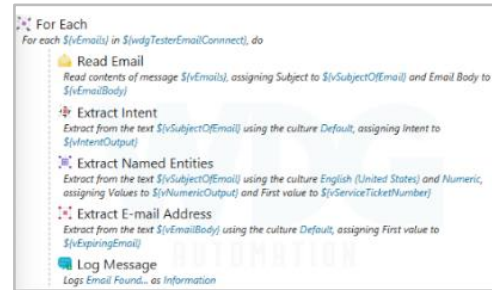 For Each
For each ${vEmails} in ${wdgTesterEmailConnnect}, do
Read Email
Read contents of message ${vEmails}, assigning Subject to ${vSubjectOfEmail} and Email Body to
${vEmailBody}
Extract Intent
Extract from the text ${vSubjectOfEmail} using the culture Default, assigning Intent to
${vIntentOutput}
Extract Named Entities
Extract from the text ${vSubjectOfEmail} using the culture English (United States) and Numeric,
assigning Values to ${vNumericOutput} and First value to ${vServiceTicketNumber}
Extract E-mail Address
Extract from the text ${vEmailBody} using the culture Default, assigning First value to
${vExpiringEmail}
Log Message
Logs Email Found... as Information
WDG
AUTOMATION